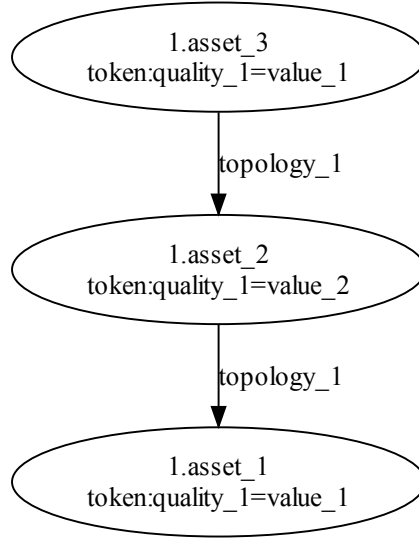 1.asset_3
token:quality_1=value_1
topology_1
1.asset_2
token:quality_1=value_2
topology_1
1.asset_1
token:quality_1=value_1